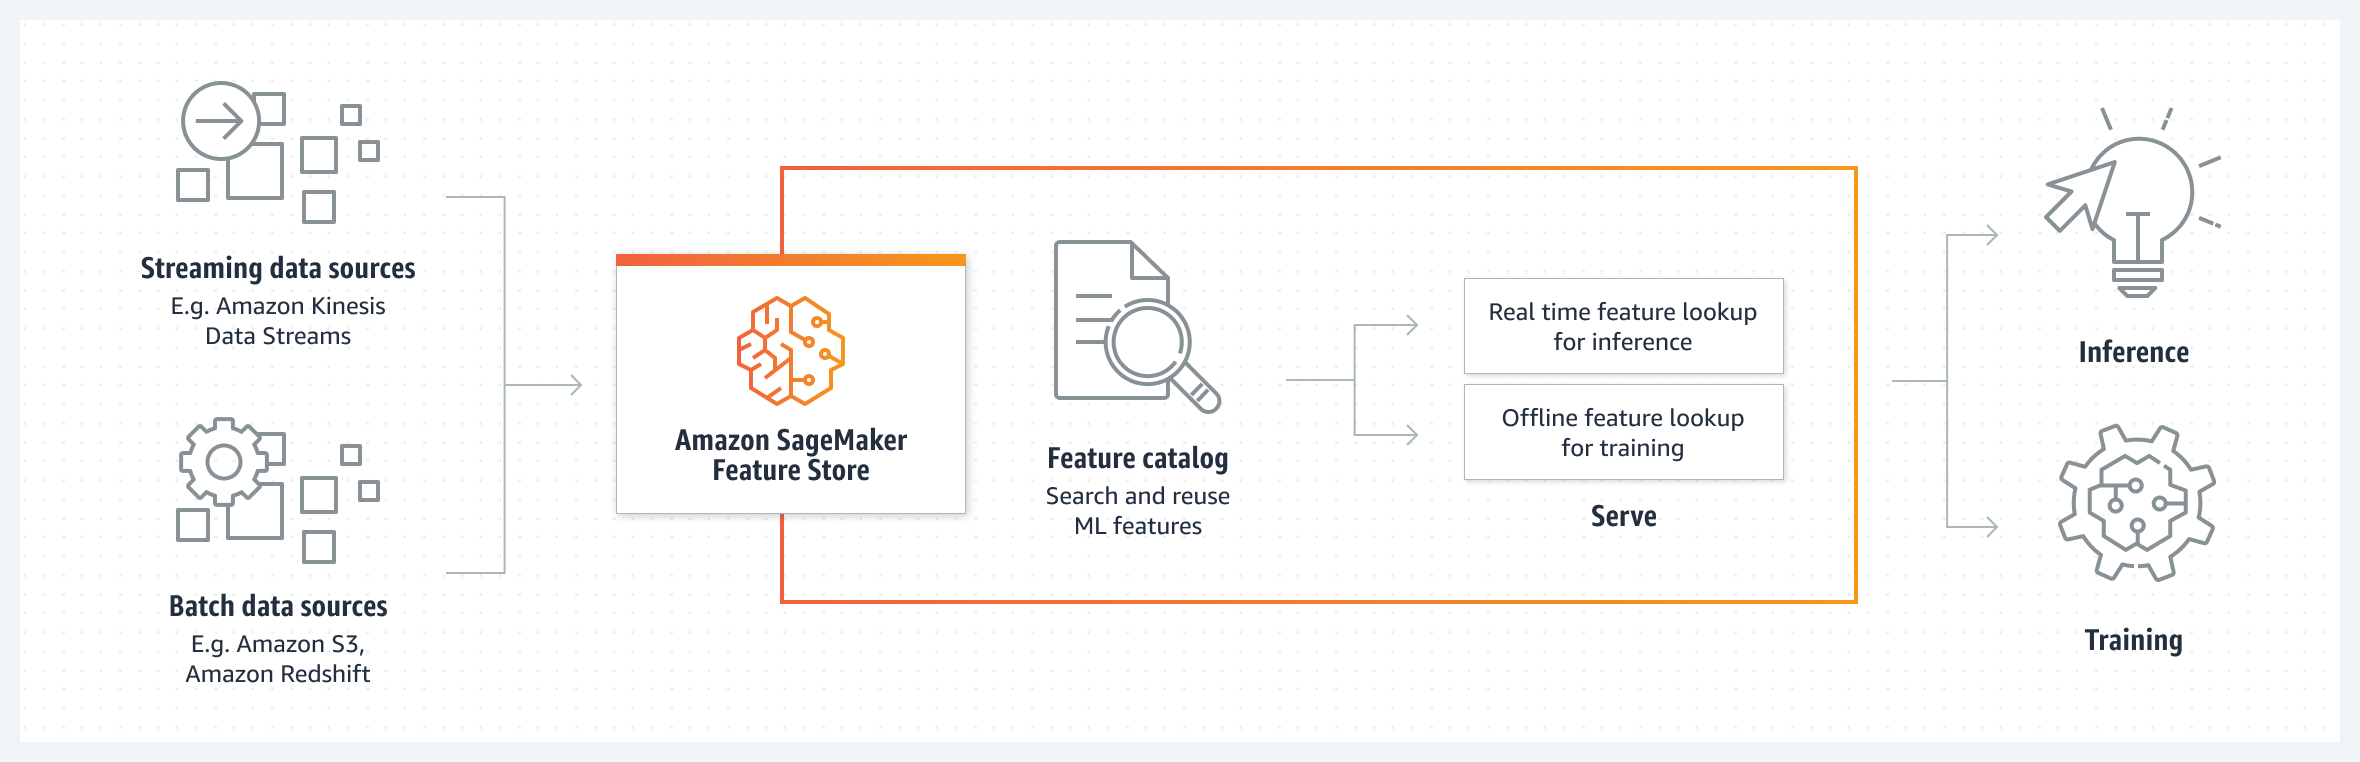 Streaming data sources
E.g. Amazon Kinesis
Data Streams
Batch data sources
E.g. Amazon S3,
Amazon Redshift
Amazon SageMaker
Feature Store
Feature catalog
Search and reuse
ML features
Real time feature lookup
for inference
Offline feature lookup
for training
Serve
Inference
Training